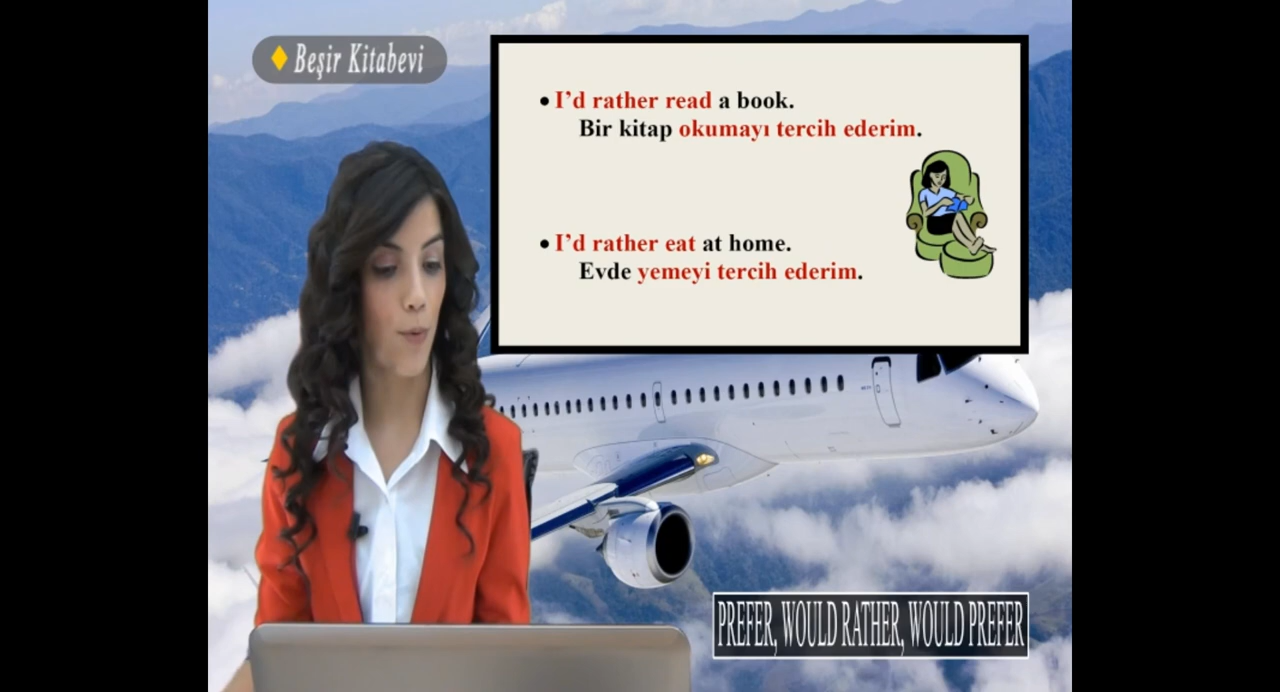 Beşir Kitabevi
• I’d rather read a book.
Bir kitap okumayı tercih ederim.
• I’d rather eat at home.
Evde yemeyi tercih ederim.
PREFER, WOULD RATHER, WOULD PREFER